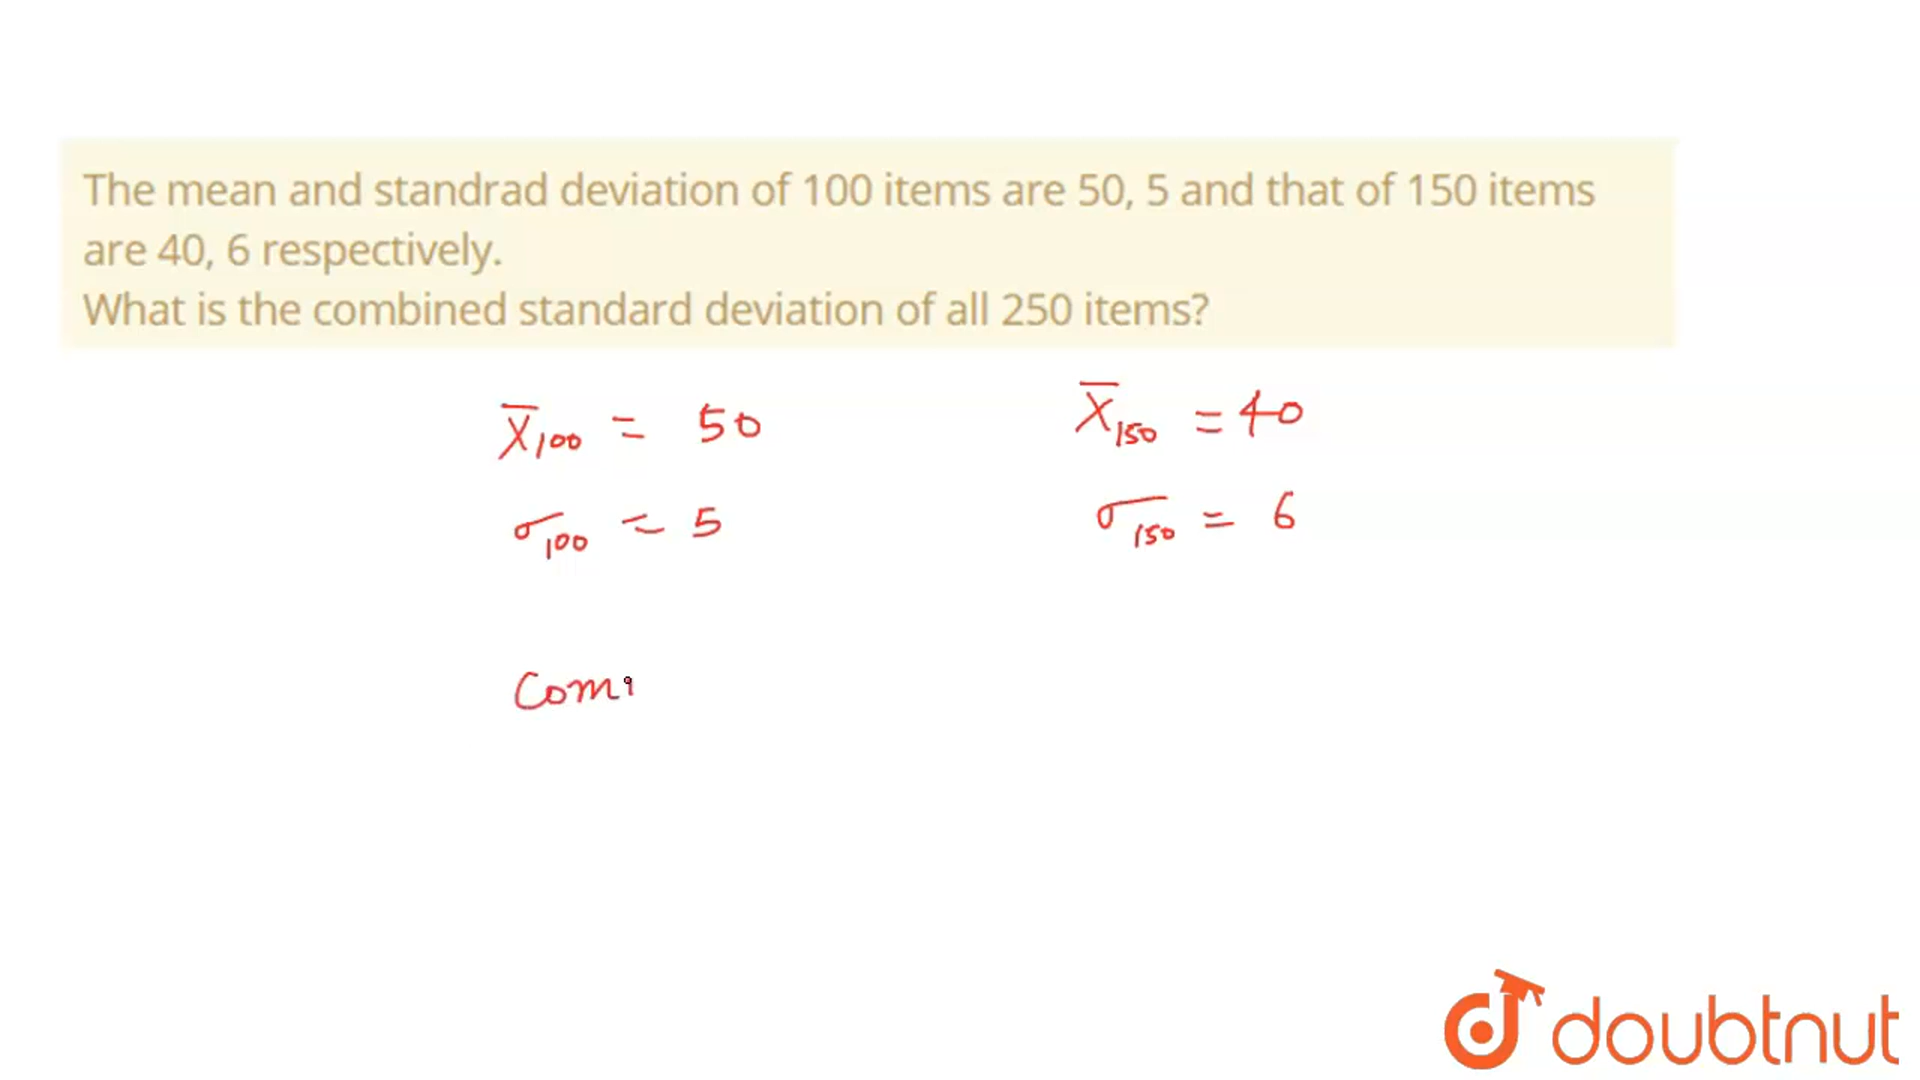 The mean and standrad deviation of 100 items are 50, 5 and that of 150 items
are 40, 6 respectively.
What is the combined standard deviation of all 250 items?
X̅₁₀₀ = 50
X̅₁₅₀ = 40
σ₁₀₀ = 5
σ₁₅₀ = 6
Com
doubtnut